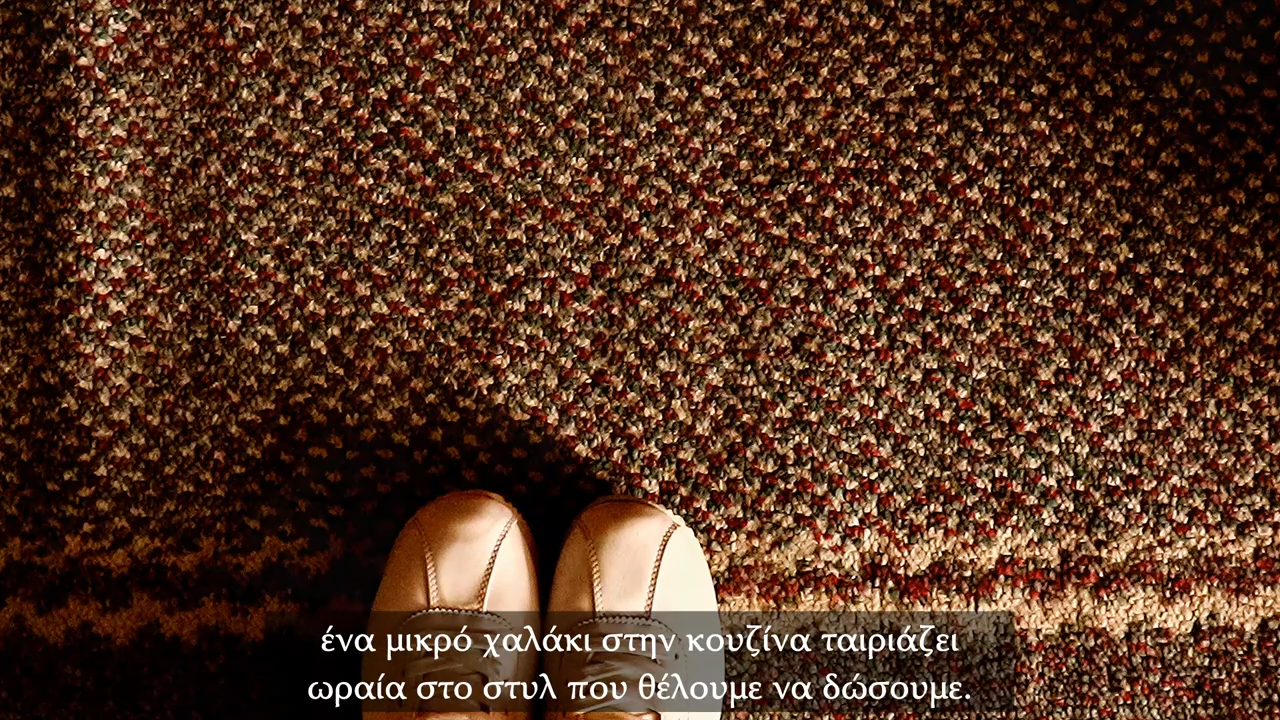 ένα μικρό χαλάκι στην κουζίνα ταιριάζει
ωραία στο στυλ που θέλουμε να δώσουμε.